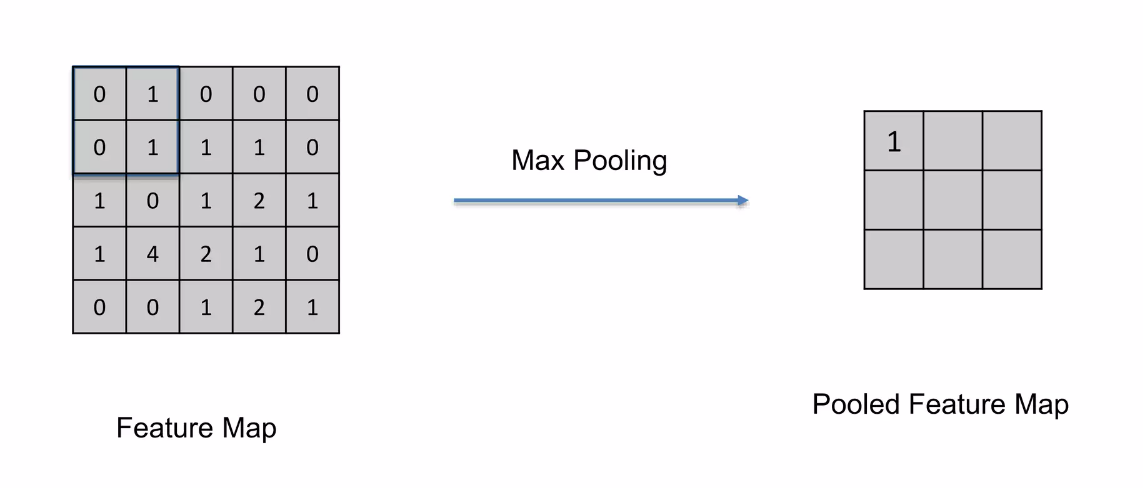 0 1 0 0 0
0 1 1 1 0
1 0 1 2 1
1 4 2 1 0
0 0 1 2 1
Feature Map
Max Pooling
1
Pooled Feature Map